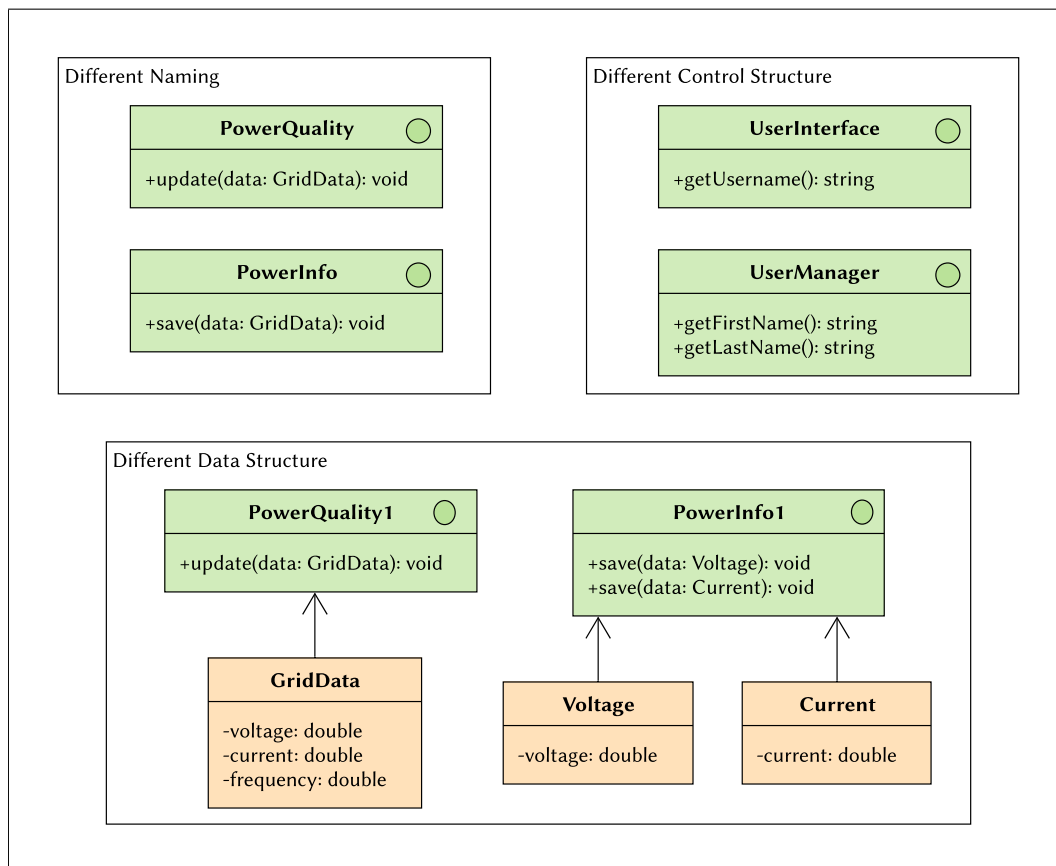 Different Naming
PowerQuality
+update(data: GridData): void
PowerInfo
+save(data: GridData): void
Different Control Structure
UserInterface
+getUsername(): string
UserManager
+getFirstName(): string
+getLastName(): string
Different Data Structure
PowerQuality1
+update(data: GridData): void
PowerInfo1
+save(data: Voltage): void
+save(data: Current): void
GridData
-voltage: double
-current: double
-frequency: double
Voltage
-voltage: double
Current
-current: double